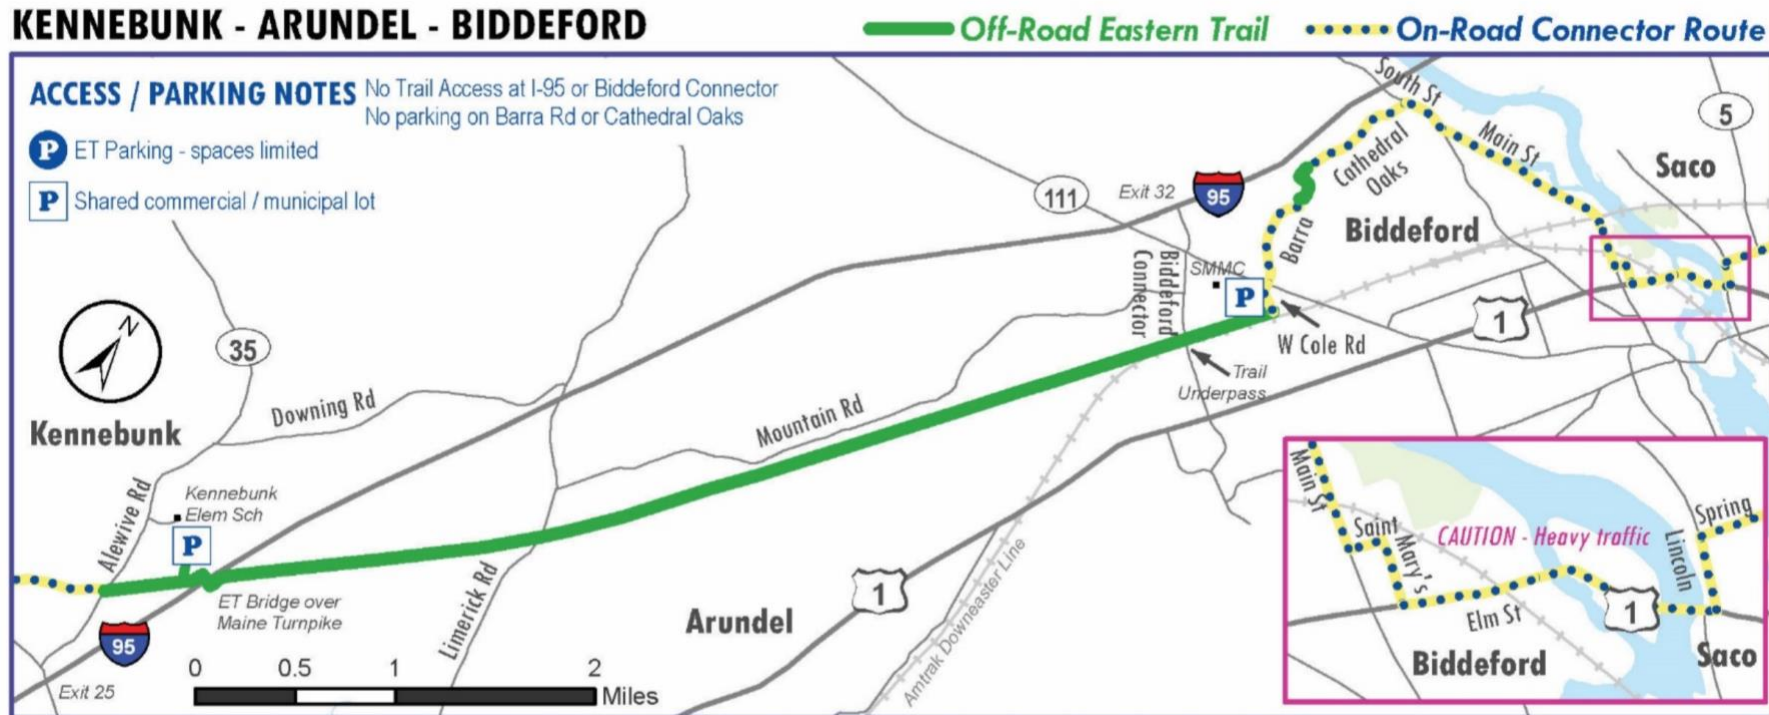 KENNEBUNK - ARUNDEL - BIDDEFORD
Off-Road Eastern Trail
On-Road Connector Route
ACCESS / PARKING NOTES
No Trail Access at I-95 or Biddeford Connector
No parking on Barra Rd or Cathedral Oaks
P ET Parking - spaces limited
P Shared commercial / municipal lot
South St
5
Main St
Saco
Cathedral
Oaks
111
Exit 32
95
Barra
Biddeford
Biddeford
Connector
SMMC
P
1
W Cole Rd
Trail
Underpass
N
35
Kennebunk
Downing Rd
Mountain Rd
Alewive Rd
Kennebunk
Elem Sch
P
ET Bridge over
Maine Turnpike
95
Exit 25
Limerick Rd
Arundel
1
Amtrak Downeaster Line
0 0.5 1 2
Miles
Main St
Saint
Mary's
CAUTION - Heavy traffic
Lincoln
Spring
Elm St
1
Biddeford
Saco